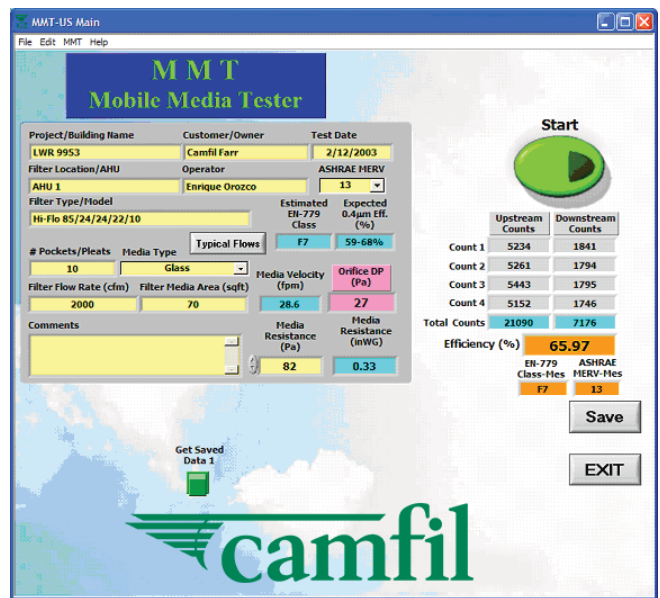 MMT-US Main
File Edit MMT Help
M M T
Mobile Media Tester
Project/Building Name Customer/Owner Test Date
LWR 9953 Camfil Farr 2/12/2003
Filter Location/AHU Operator ASHRAE MERV
AHU 1 Enrique Orozco 13
Filter Type/Model
Hi-Flo 85/24/24/22/10
Estimated EN-779 Class
F7
Expected 0.4µm Eff. (%)
59-68%
Typical Flows
# Pockets/Pleats Media Type
10 Glass
Filter Flow Rate (cfm) Filter Media Area (sqft)
2000 70
Media Velocity (fpm)
28.6
Orifice DP (Pa)
27
Comments
Media Resistance (Pa)
82
Media Resistance (inWG)
0.33
Get Saved Data 1
Start
Upstream Counts Downstream Counts
Count 1 5234 1841
Count 2 5261 1794
Count 3 5443 1795
Count 4 5152 1746
Total Counts 21090 7176
Efficiency (%) 65.97
EN-779 Class-Mes
F7
ASHRAE MERV-Mes
13
Save
EXIT
camfil